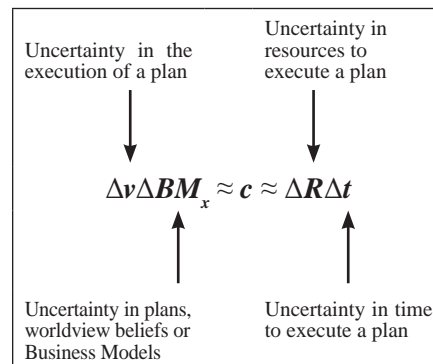 Uncertainty in the
execution of a plan
Uncertainty in
resources to
execute a plan
ΔvΔBMₓ ≈ c ≈ ΔRΔt
Uncertainty in plans,
worldview beliefs or
Business Models
Uncertainty in time
to execute a plan